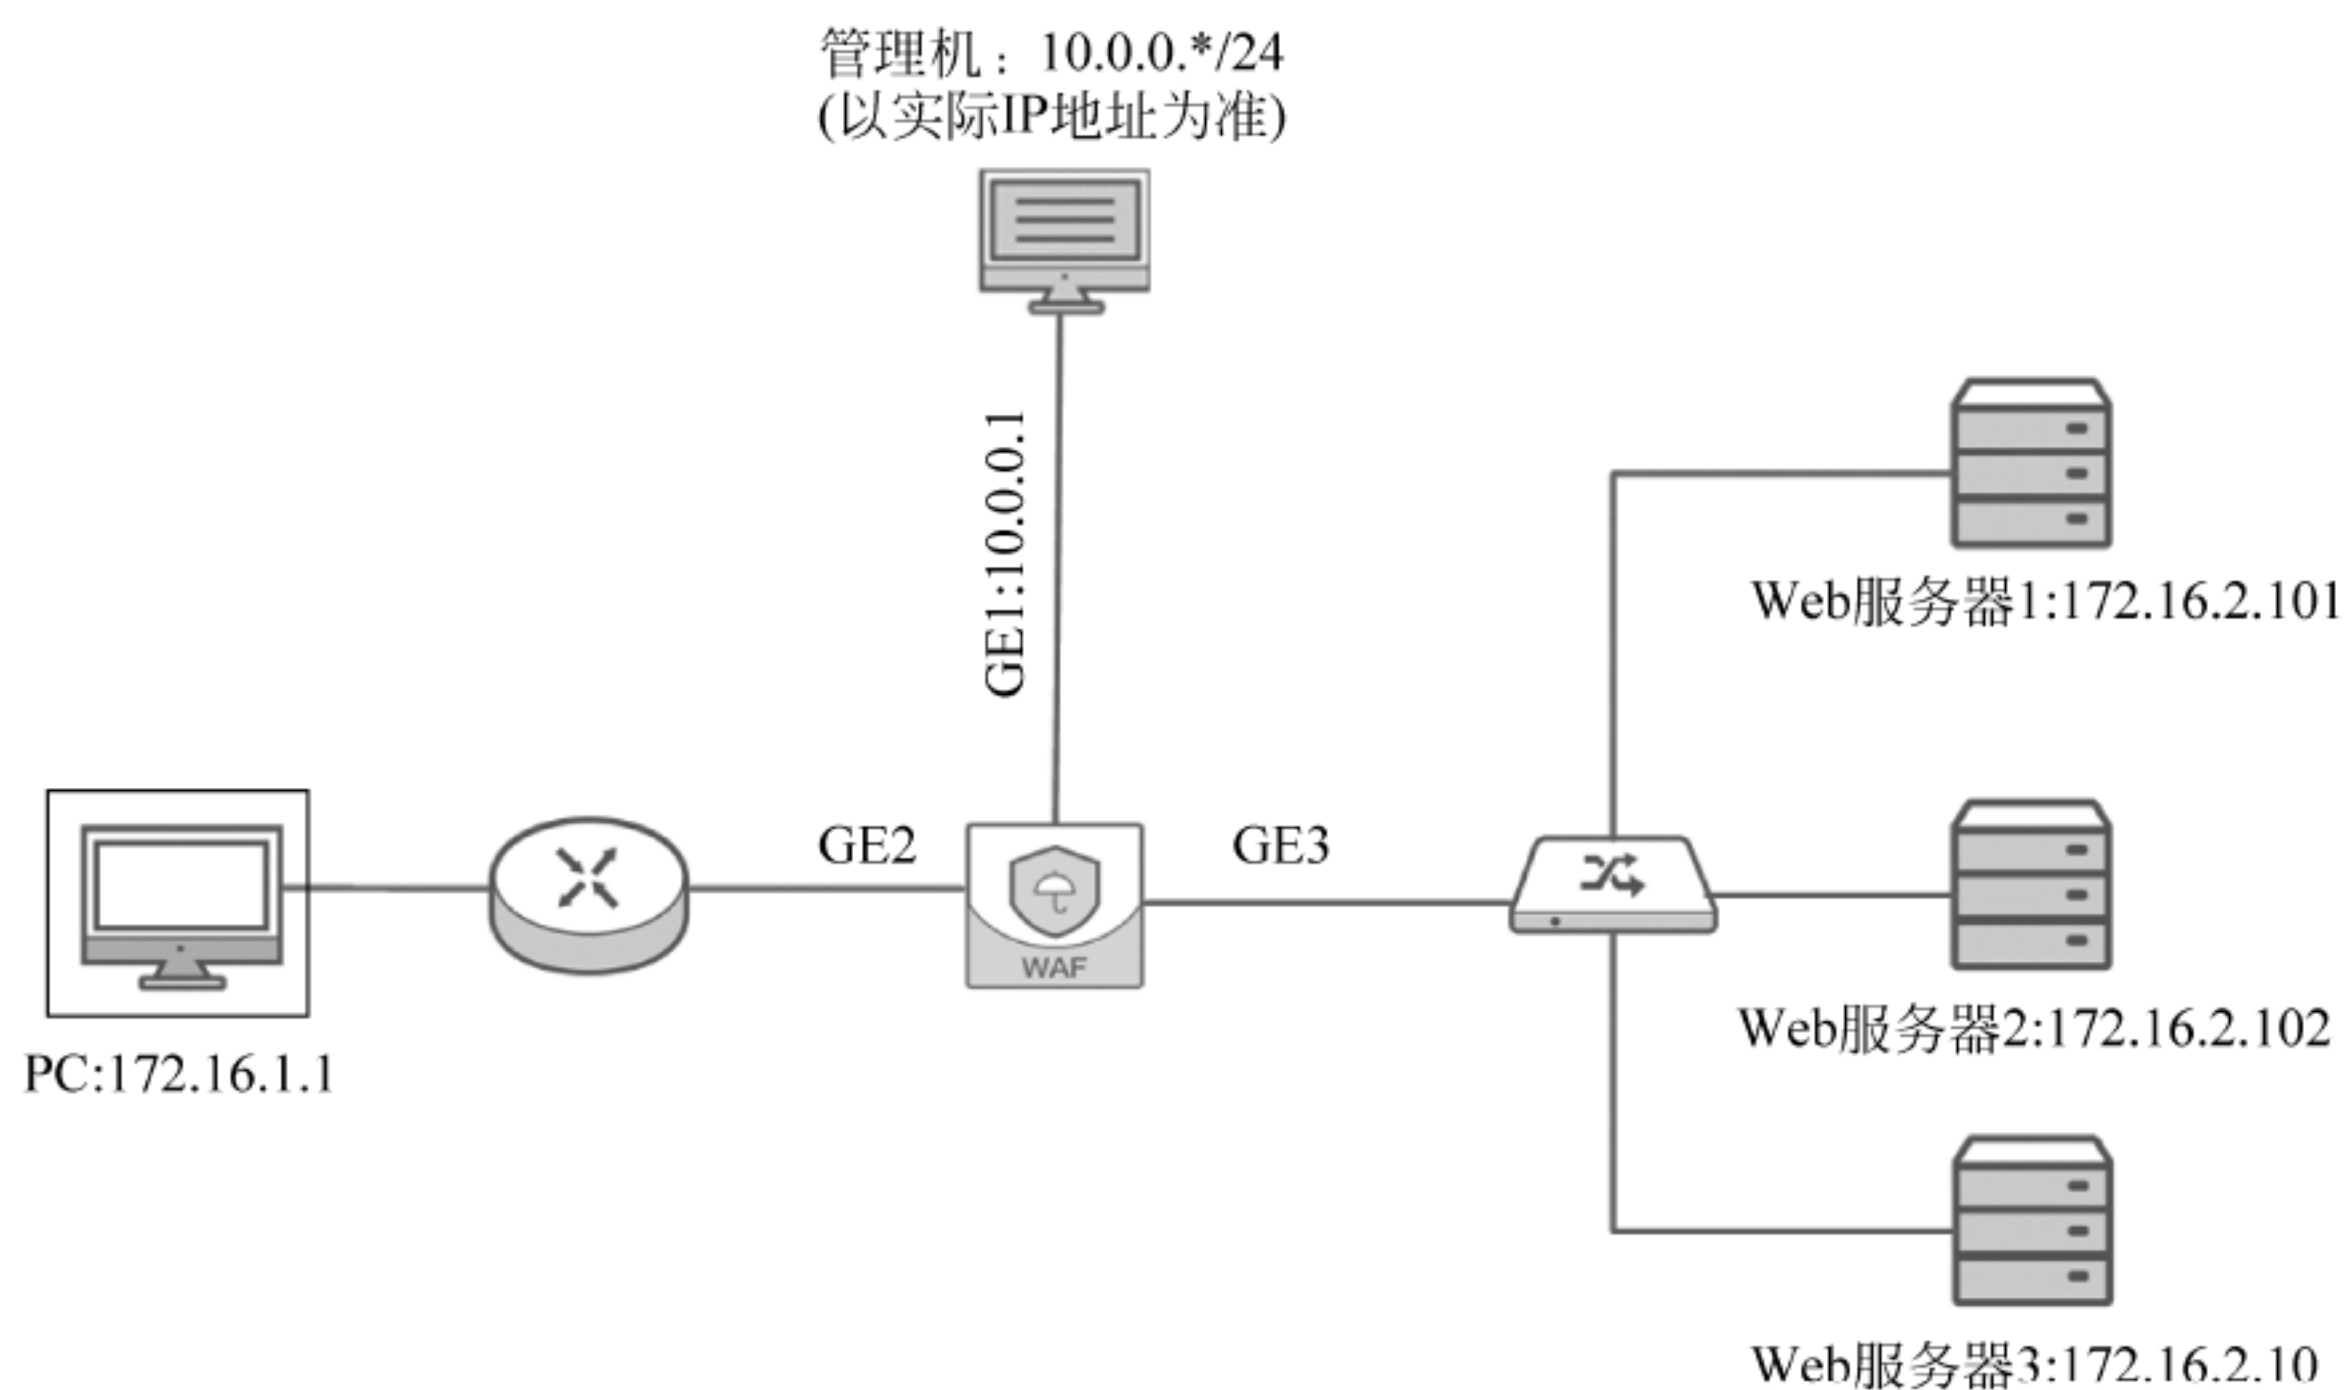 管理机：10.0.0.*/24
(以实际IP地址为准)
GE1:10.0.0.1
Web服务器1:172.16.2.101
GE2
GE3
WAF
Web服务器2:172.16.2.102
PC:172.16.1.1
Web服务器3:172.16.2.10